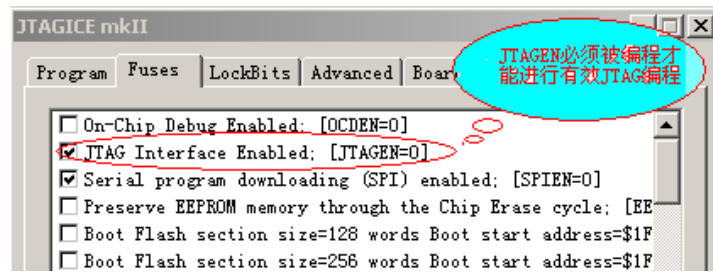 JTAGICE mkII
JTAGEN必须被编程才
能进行有效JTAG编程
Program Fuses LockBits Advanced Boar
On-Chip Debug Enabled; [OCDEN=0]
JTAG Interface Enabled; [JTAGEN=0]
Serial program downloading (SPI) enabled; [SPIEN=0]
Preserve EEPROM memory through the Chip Erase cycle; [EE
Boot Flash section size=128 words Boot start address=$1F
Boot Flash section size=256 words Boot start address=$1F